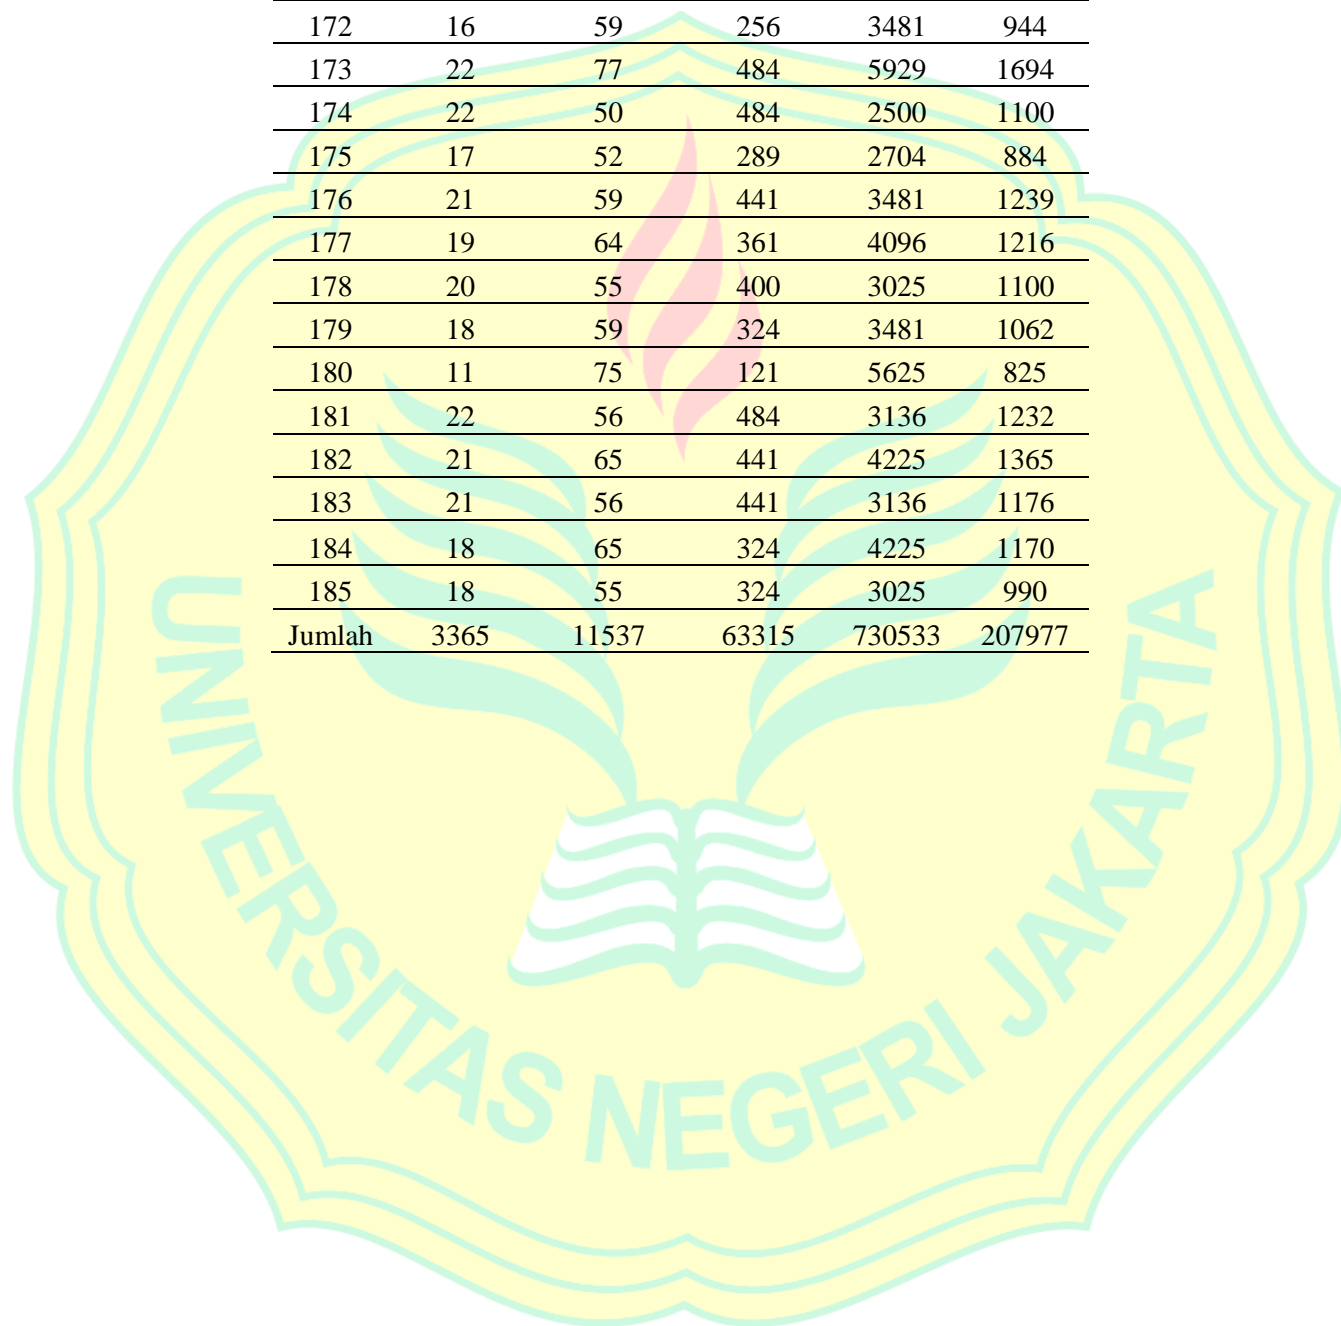 172 16 59 256 3481 944
173 22 77 484 5929 1694
174 22 50 484 2500 1100
175 17 52 289 2704 884
176 21 59 441 3481 1239
177 19 64 361 4096 1216
178 20 55 400 3025 1100
179 18 59 324 3481 1062
180 11 75 121 5625 825
181 22 56 484 3136 1232
182 21 65 441 4225 1365
183 21 56 441 3136 1176
184 18 65 324 4225 1170
185 18 55 324 3025 990
Jumlah 3365 11537 63315 730533 207977
UNIVERSITAS NEGERI JAKARTA